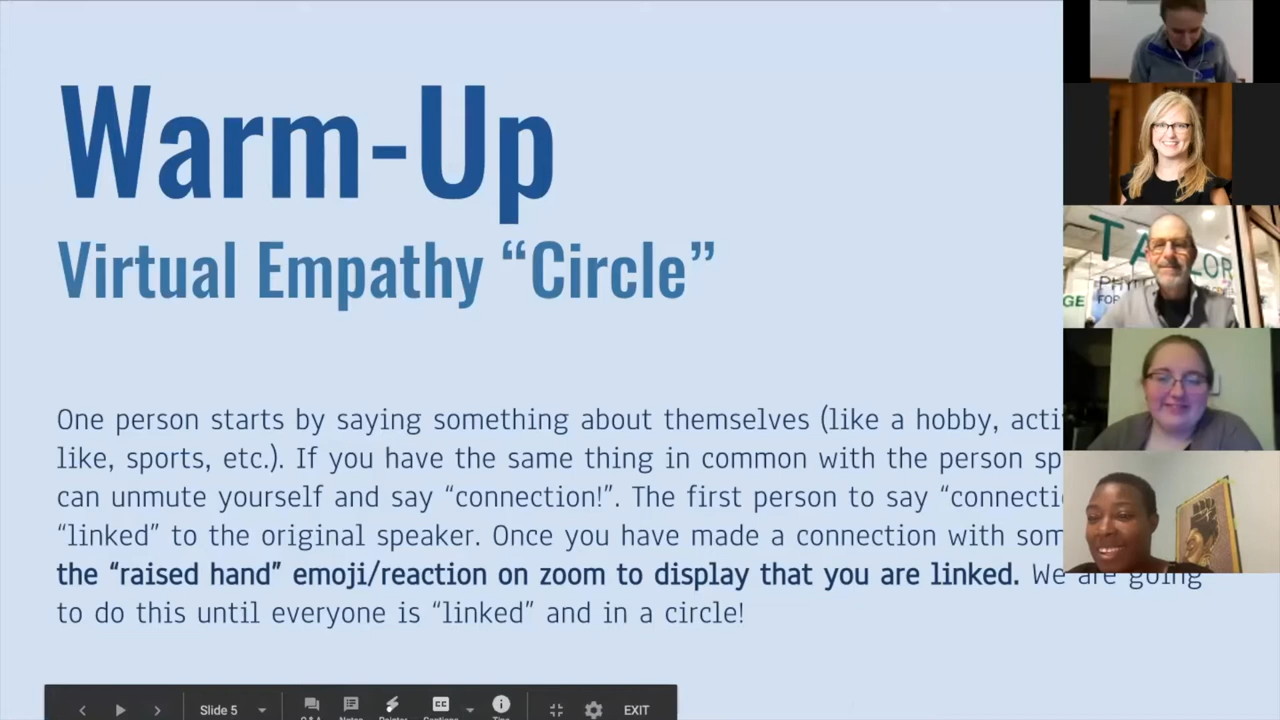 Warm-Up
Virtual Empathy “Circle”
One person starts by saying something about themselves (like a hobby,
like, sports, etc.). If you have the same thing in common with the person
can unmute yourself and say “connection!”. The first person to say
“linked” to the original speaker. Once you have made a connection with
the “raised hand” emoji/reaction on zoom to display that you are linked. We are going
to do this until everyone is “linked” and in a circle!
Slide 5
CC
EXIT